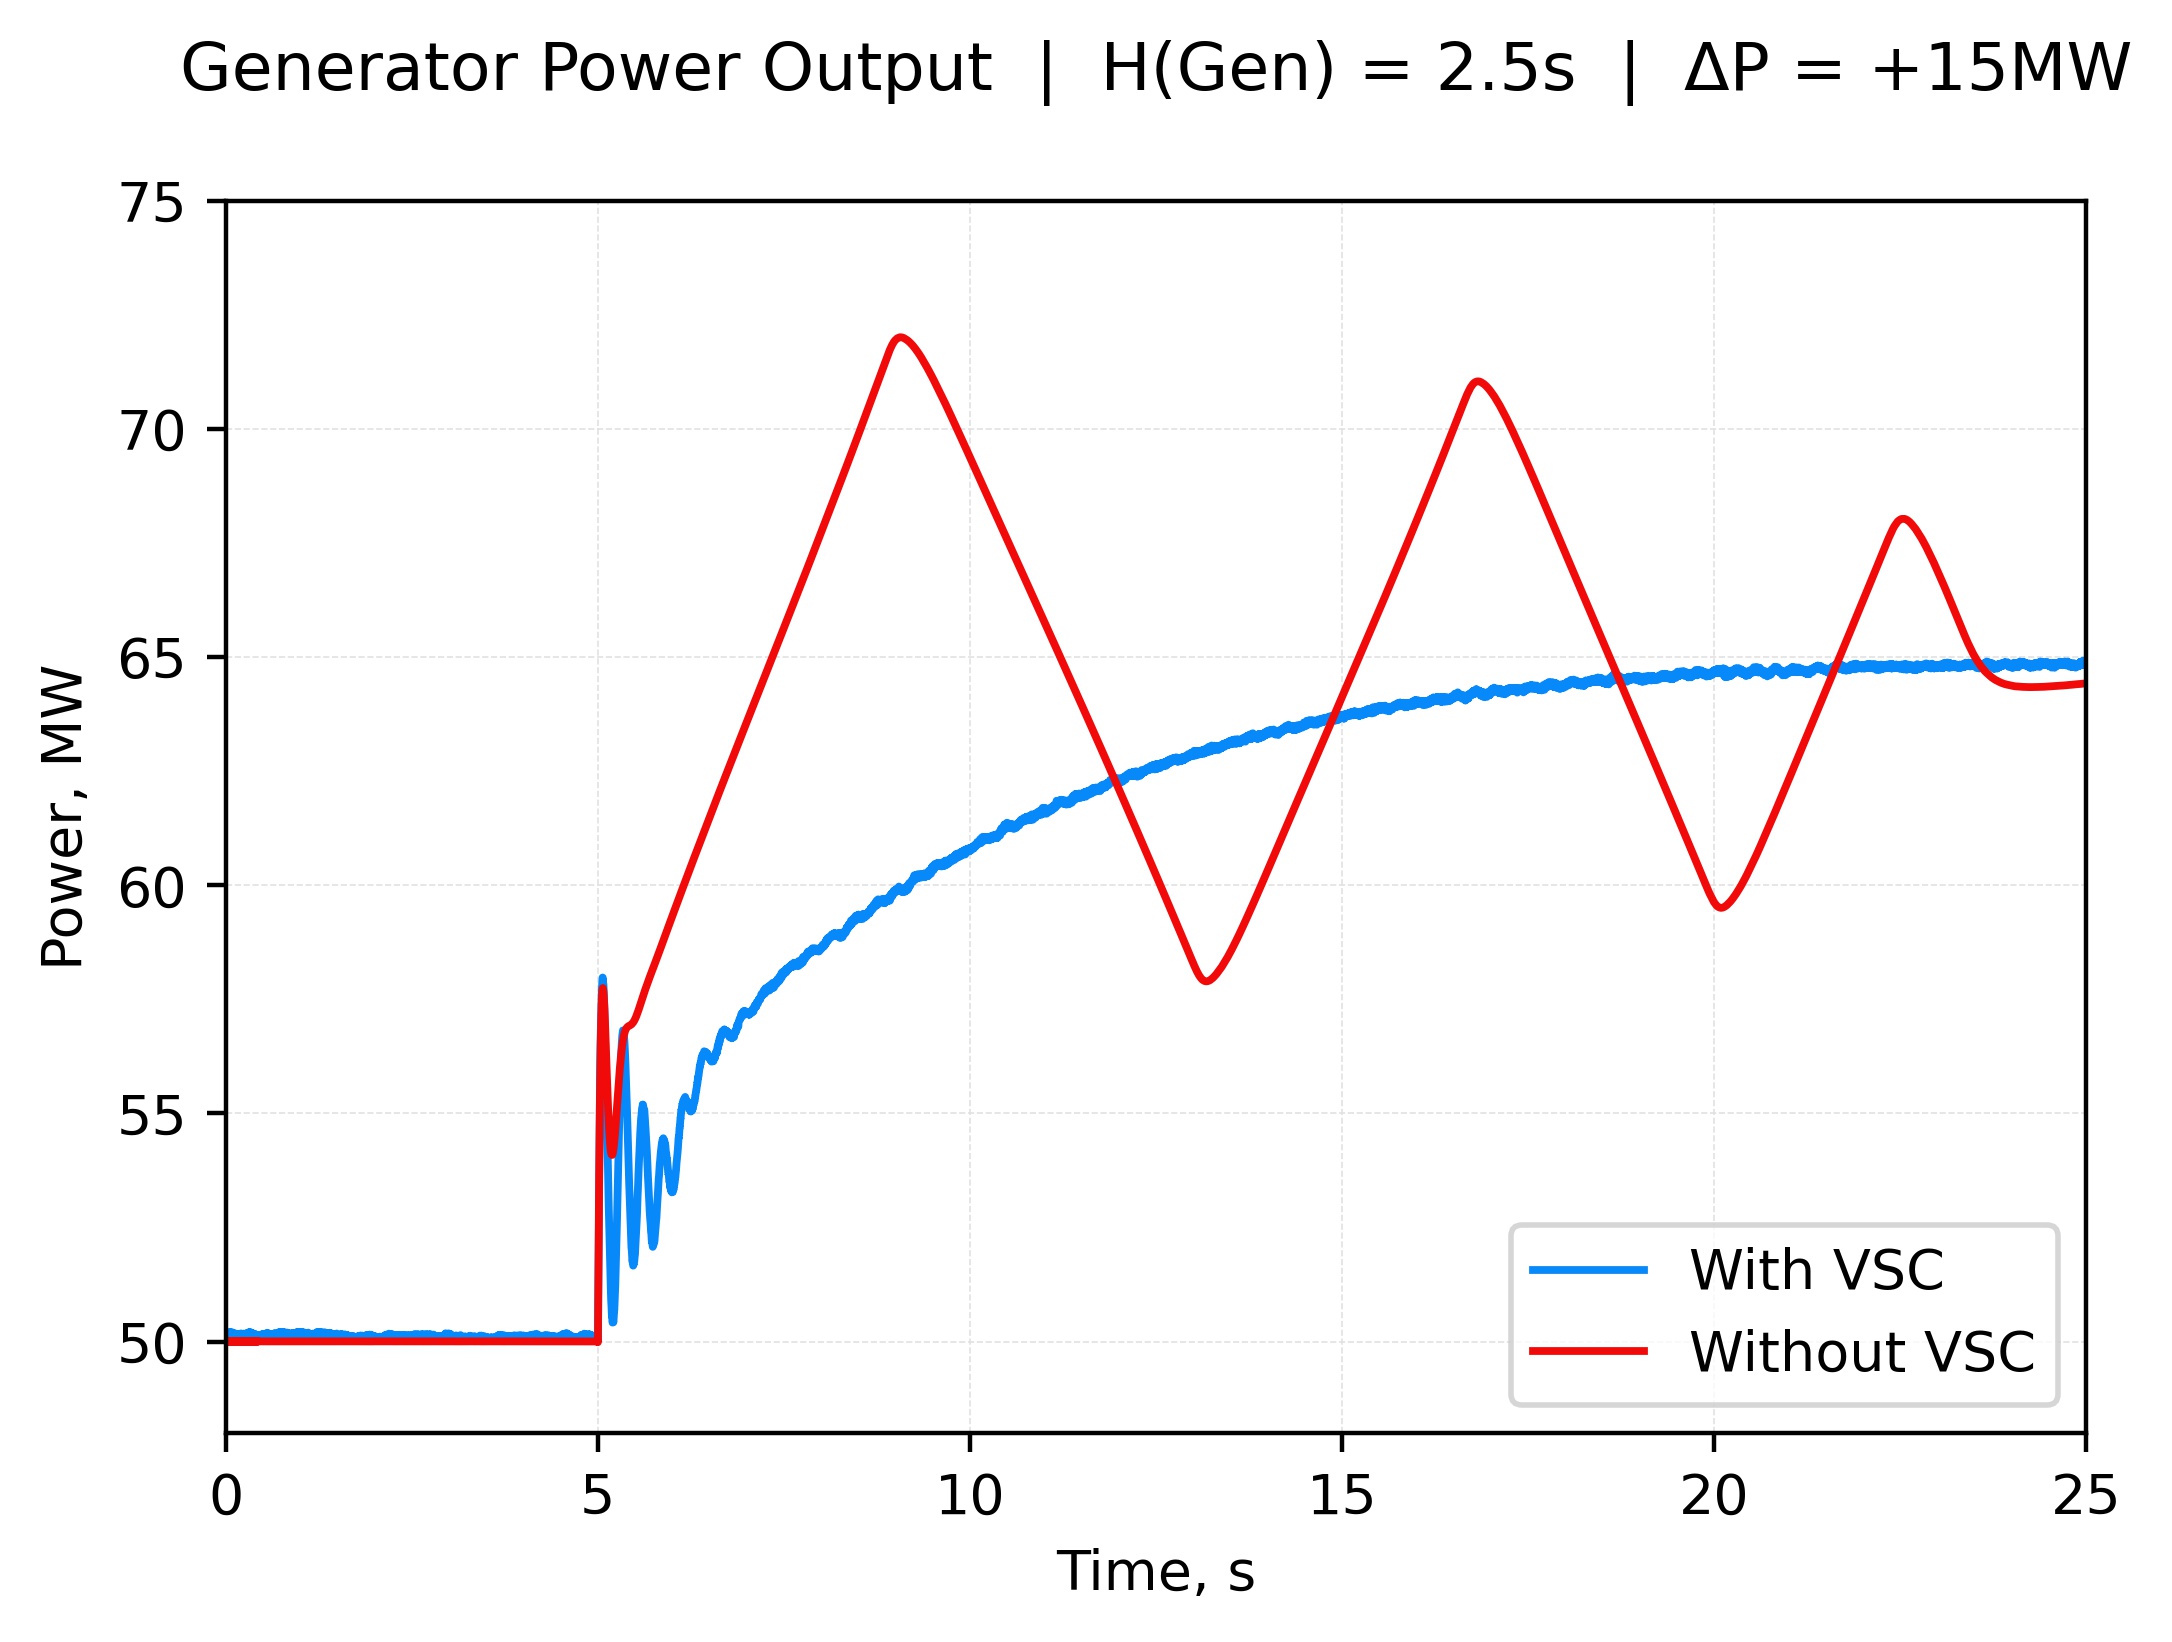 Generator Power Output | H(Gen) = 2.5s | ΔP = +15MW
75
70
65
60
55
50
Power, MW
With VSC
Without VSC
0 5 10 15 20 25
Time, s